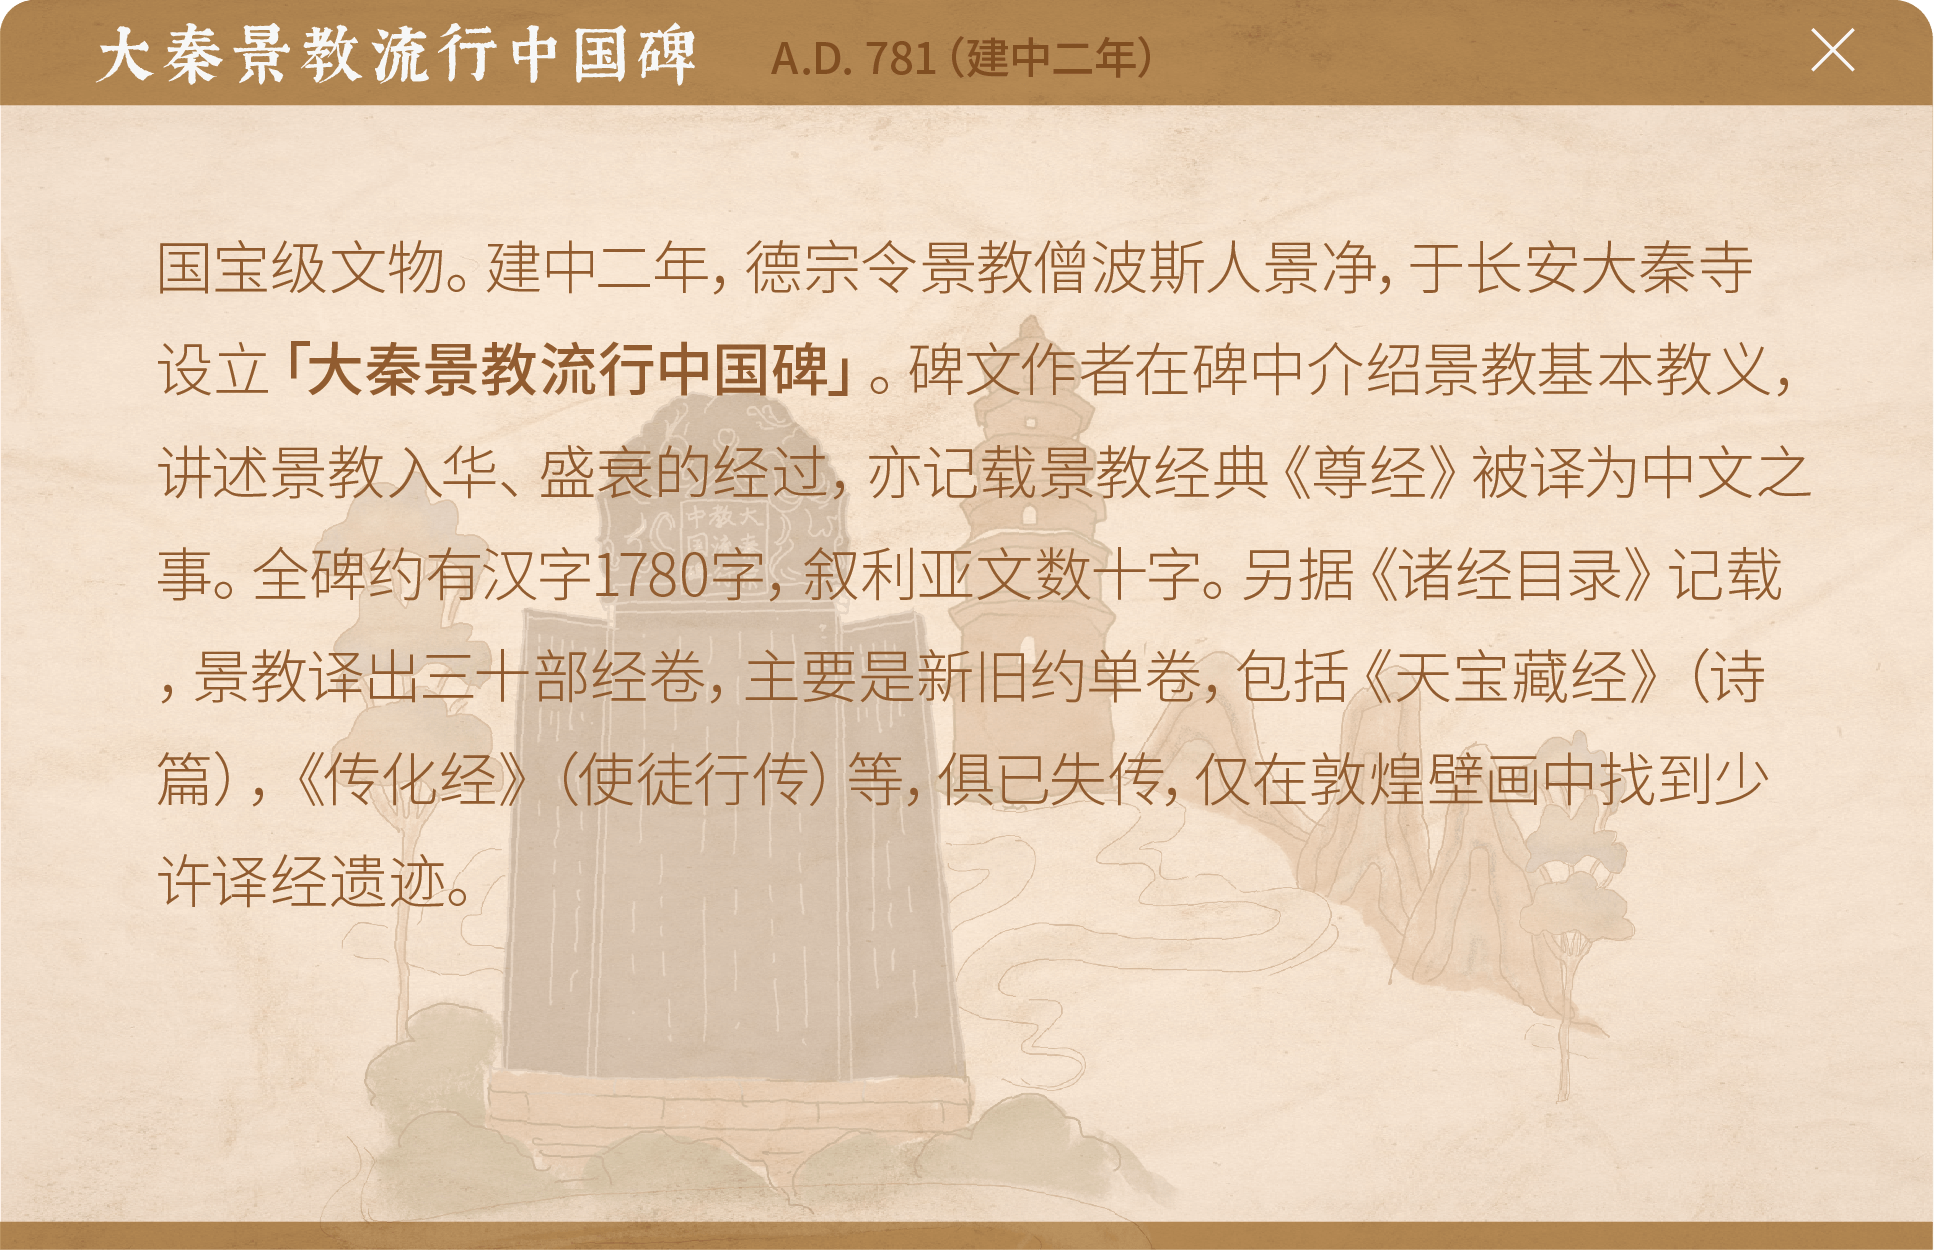 大秦景教流行中国碑
A.D. 781（建中二年）
国宝级文物。建中二年，德宗令景教僧波斯人景净，于长安大秦寺
设立「大秦景教流行中国碑」。碑文作者在碑中介绍景教基本教义，
讲述景教入华、盛衰的经过，亦记载景教经典《尊经》被译为中文之
事。全碑约有汉字1780字，叙利亚文数十字。另据《诸经目录》记载
，景教译出三十部经卷，主要是新旧约单卷，包括《天宝藏经》（诗
篇），《传化经》（使徒行传）等，俱已失传，仅在敦煌壁画中找到少
许译经遗迹。